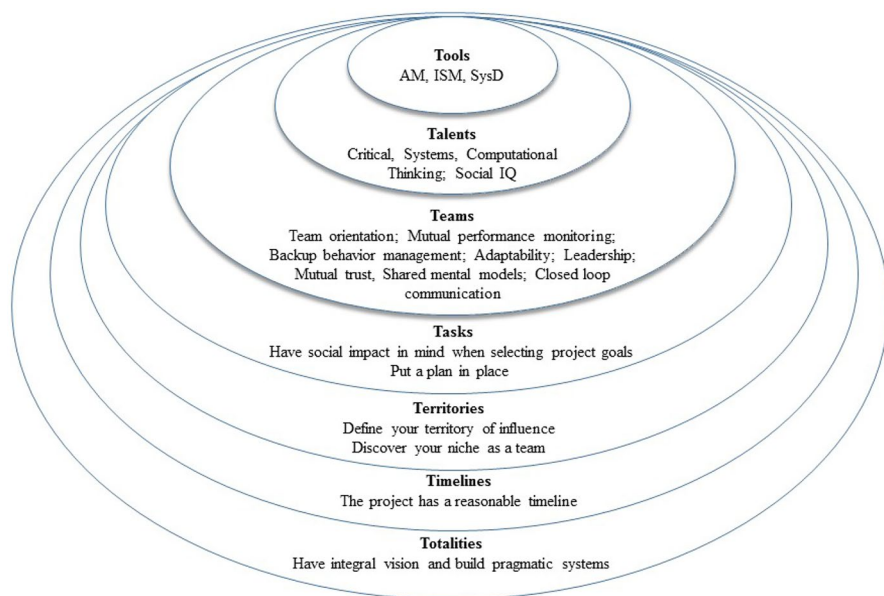 Tools
AM, ISM, SysD
Talents
Critical, Systems, Computational
Thinking; Social IQ
Teams
Team orientation; Mutual performance monitoring;
Backup behavior management; Adaptability; Leadership;
Mutual trust, Shared mental models; Closed loop
communication
Tasks
Have social impact in mind when selecting project goals
Put a plan in place
Territories
Define your territory of influence
Discover your niche as a team
Timelines
The project has a reasonable timeline
Totalities
Have integral vision and build pragmatic systems